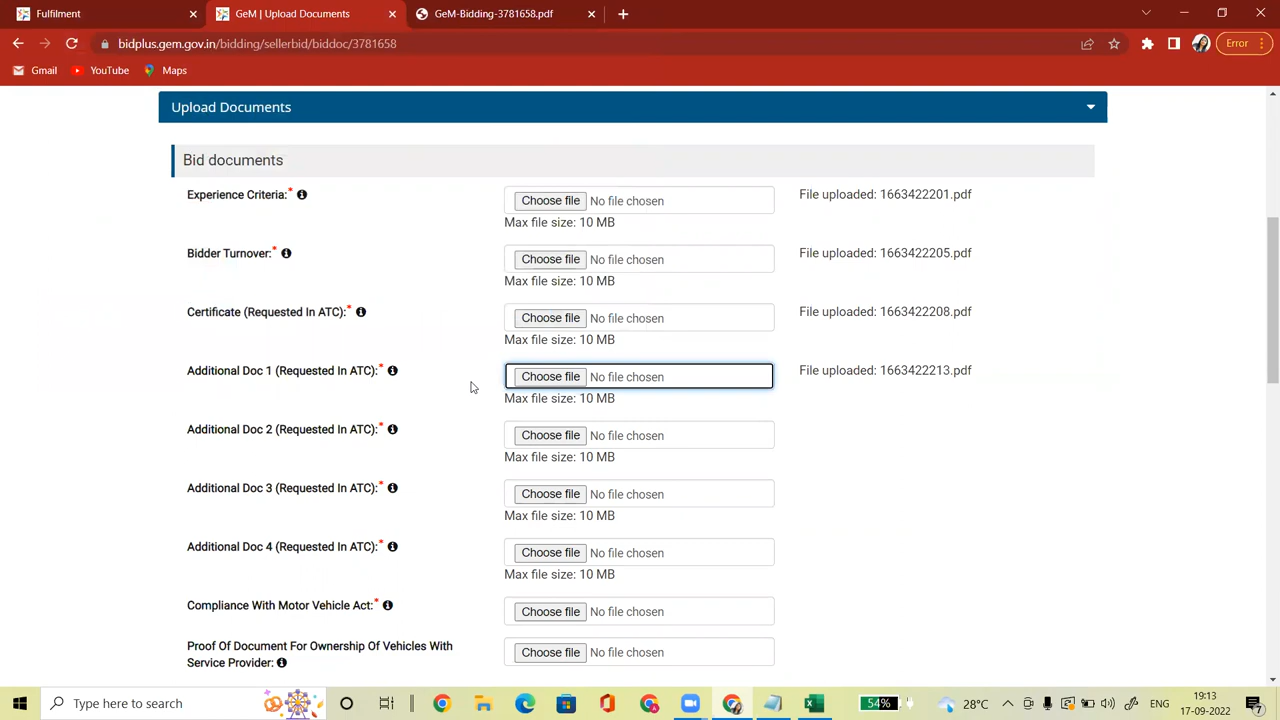 Fulfilment
GeM | Upload Documents
GeM-Bidding-3781658.pdf
bidplus.gem.gov.in/bidding/sellerbid/biddoc/3781658
Error
Gmail
YouTube
Maps
Upload Documents
Bid documents
Experience Criteria:*
Choose file No file chosen
File uploaded: 1663422201.pdf
Max file size: 10 MB
Bidder Turnover:*
Choose file No file chosen
File uploaded: 1663422205.pdf
Max file size: 10 MB
Certificate (Requested In ATC):*
Choose file No file chosen
File uploaded: 1663422208.pdf
Max file size: 10 MB
Additional Doc 1 (Requested In ATC):*
Choose file No file chosen
File uploaded: 1663422213.pdf
Max file size: 10 MB
Additional Doc 2 (Requested In ATC):*
Choose file No file chosen
Max file size: 10 MB
Additional Doc 3 (Requested In ATC):*
Choose file No file chosen
Max file size: 10 MB
Additional Doc 4 (Requested In ATC):*
Choose file No file chosen
Max file size: 10 MB
Compliance With Motor Vehicle Act:*
Choose file No file chosen
Proof Of Document For Ownership Of Vehicles With
Service Provider:
Choose file No file chosen
Type here to search
54%
28°C
ENG
19:13
17-09-2022
7